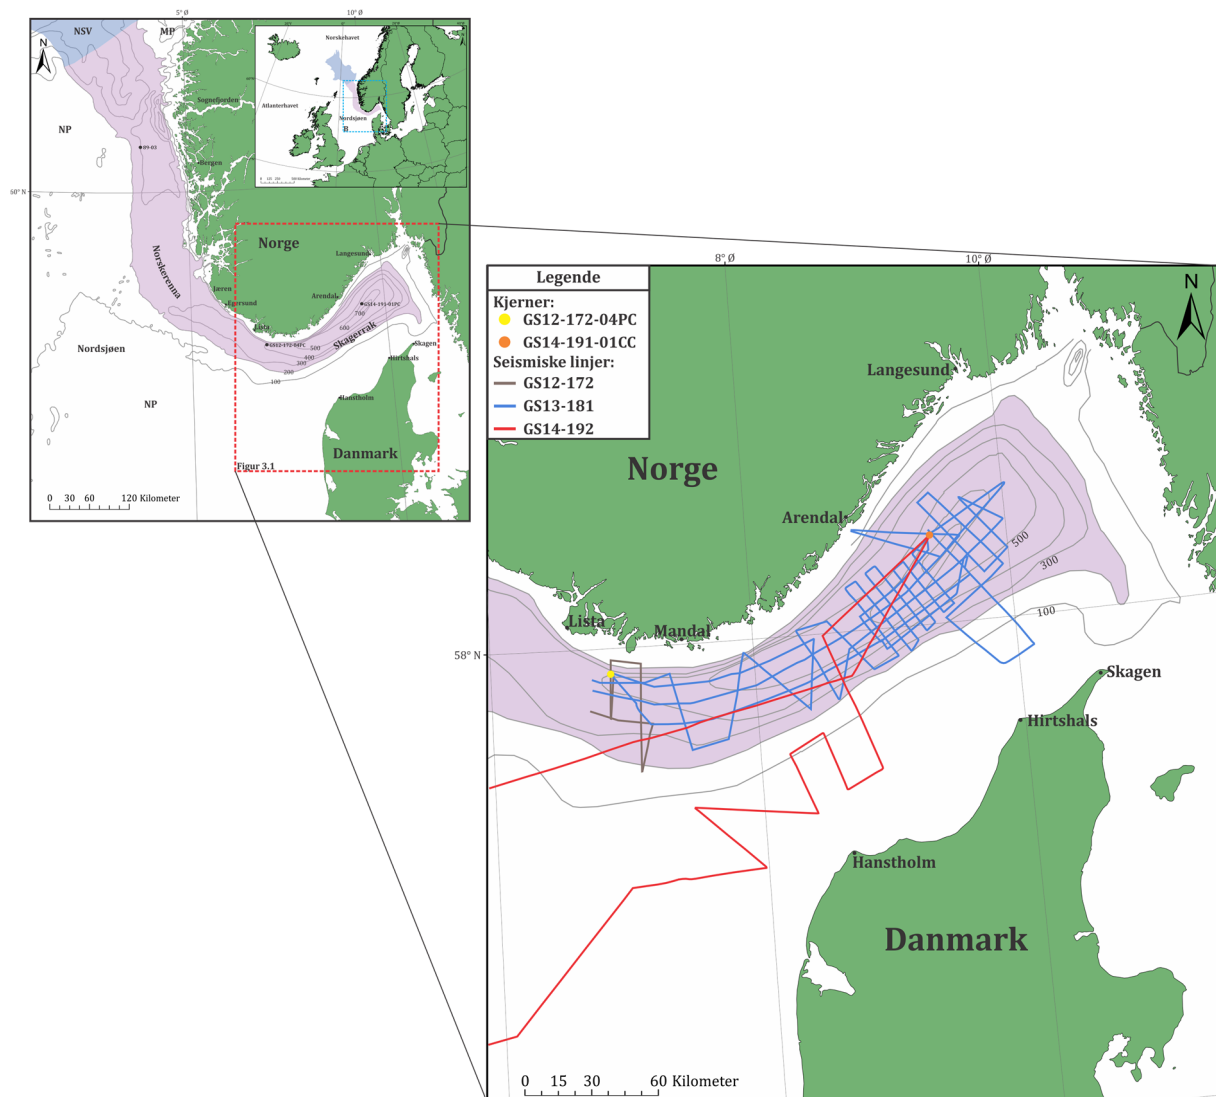 5° Ø
10° Ø
NSV
MP
N
Norskehavet
Sognefjorden
Atlanterhavet
Nordsjøen
B
NP
89-03
Bergen
60° N
Norge
Norskerenna
Langesund
Jæren
Egersund
Arendal
GS14-191-01PC
700
600
Lista
Skagerrak
GS12-172-04PC
500
400
300
200
100
Skagen
Hirtshals
Nordsjøen
NP
Hanstholm
Danmark
Figur 3.1
0 30 60 120 Kilometer
8° Ø
10° Ø
Legende
Kjerner:
GS12-172-04PC
GS14-191-01CC
Seismiske linjer:
GS12-172
GS13-181
GS14-192
N
Langesund
Norge
Arendal
500
300
100
Lista
Mandal
58° N
Skagen
Hirtshals
Hanstholm
Danmark
0 15 30 60 Kilometer